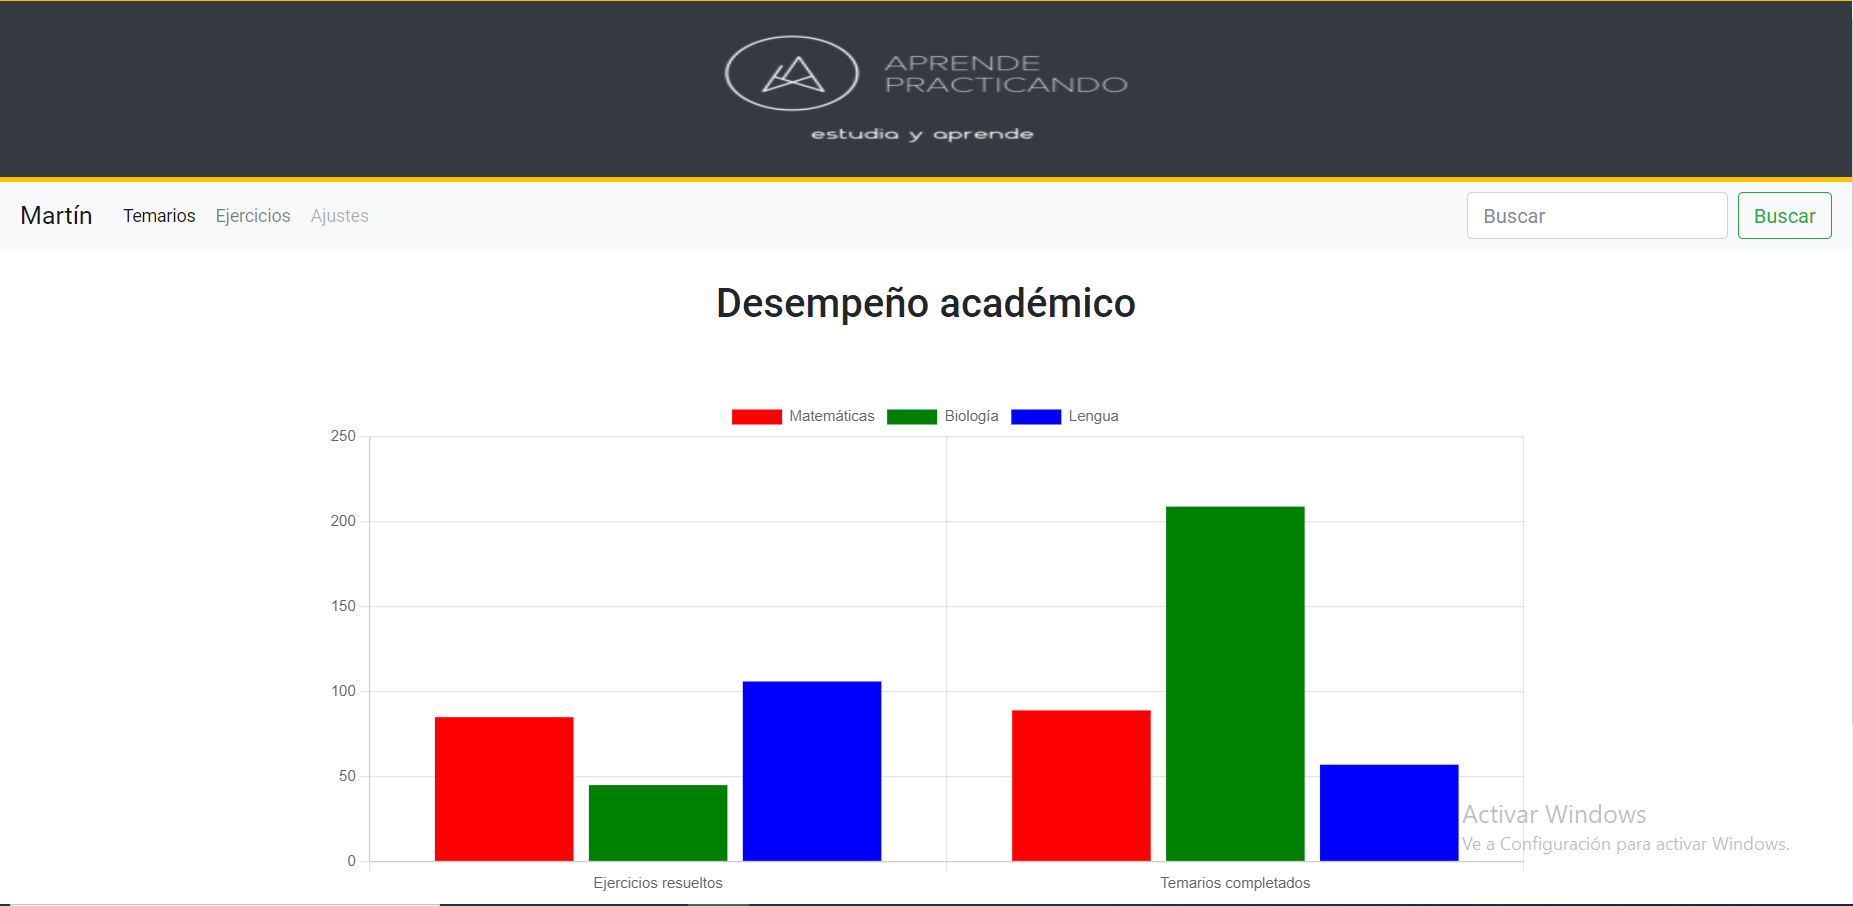 APRENDE
PRACTICANDO
estudia y aprende
Martín Temarios Ejercicios Ajustes Buscar Buscar
Desempeño académico
Matemáticas Biología Lengua
250
200
150
100
50
0
Ejercicios resueltos Temarios completados
Activar Windows
Ve a Configuración para activar Windows.